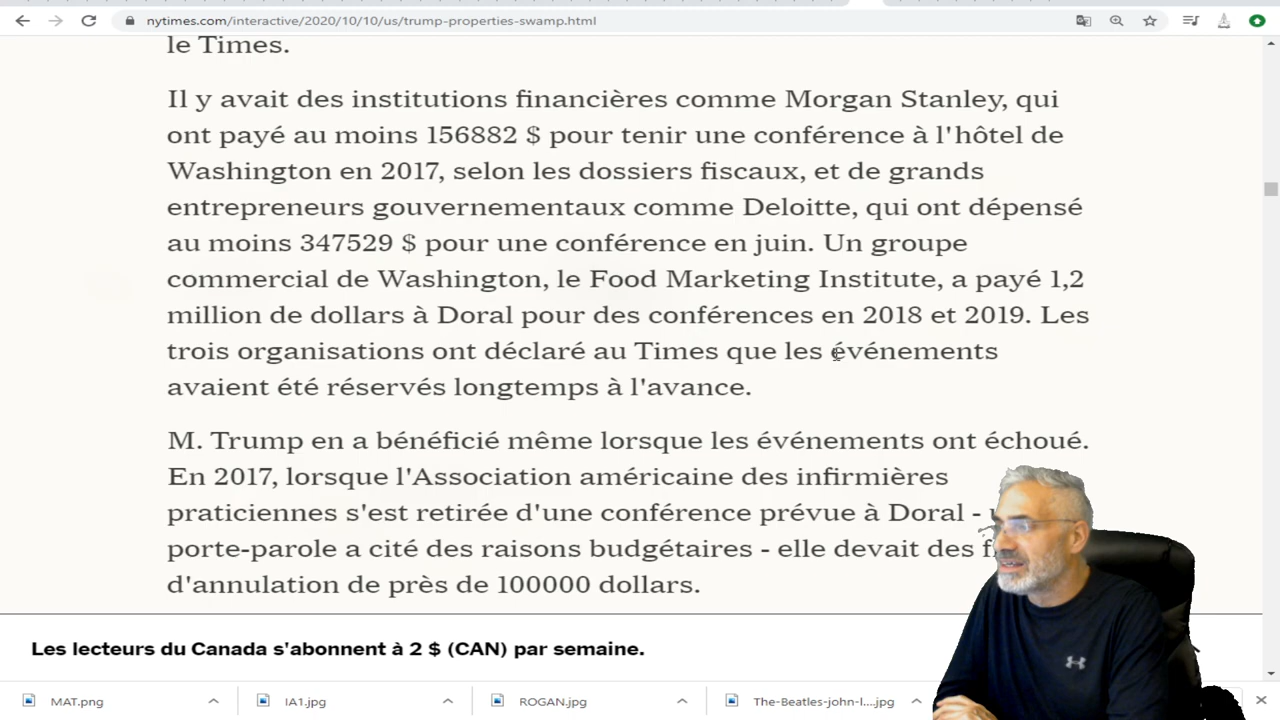 nytimes.com/interactive/2020/10/10/us/trump-properties-swamp.html
le Times.
Il y avait des institutions financières comme Morgan Stanley, qui
ont payé au moins 156882 $ pour tenir une conférence à l'hôtel de
Washington en 2017, selon les dossiers fiscaux, et de grands
entrepreneurs gouvernementaux comme Deloitte, qui ont dépensé
au moins 347529 $ pour une conférence en juin. Un groupe
commercial de Washington, le Food Marketing Institute, a payé 1,2
million de dollars à Doral pour des conférences en 2018 et 2019. Les
trois organisations ont déclaré au Times que les événements
avaient été réservés longtemps à l'avance.
M. Trump en a bénéficié même lorsque les événements ont échoué.
En 2017, lorsque l'Association américaine des infirmières
praticiennes s'est retirée d'une conférence prévue à Doral -
porte-parole a cité des raisons budgétaires - elle devait des
d'annulation de près de 100000 dollars.
Les lecteurs du Canada s'abonnent à 2 $ (CAN) par semaine.
MAT.png
IA1.jpg
ROGAN.jpg
The-Beatles-john-l....jpg